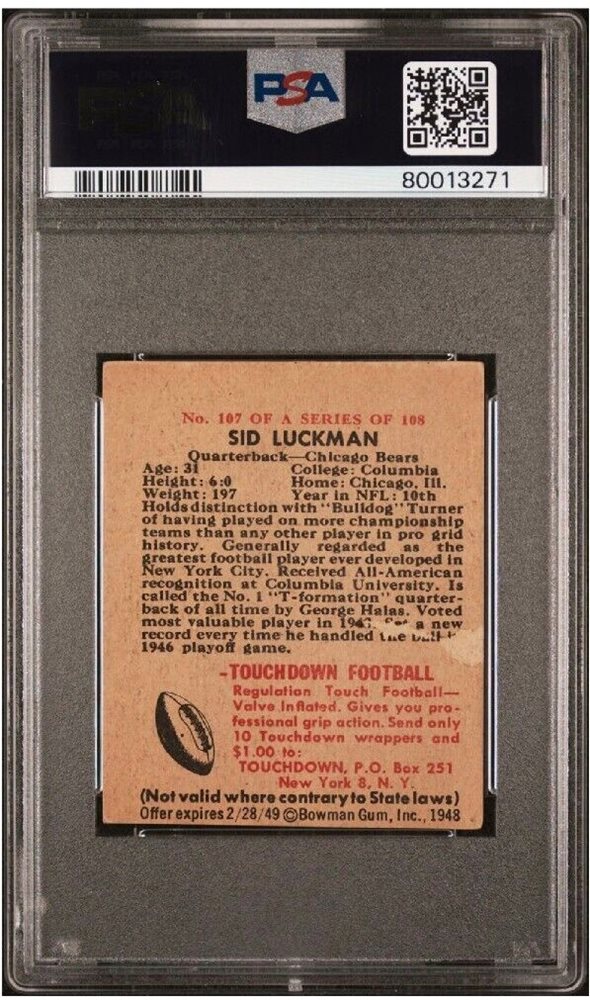 PSA
80013271
No. 107 OF A SERIES OF 108
SID LUCKMAN
Quarterback—Chicago Bears
Age: 31 College: Columbia
Height: 6:0 Home: Chicago, Ill.
Weight: 197 Year in NFL: 10th
Holds distinction with "Bulldog" Turner
of having played on more championship
teams than any other player in pro grid
history. Generally regarded as the
greatest football player ever developed in
New York City. Received All-American
recognition at Columbia University. Is
called the No. 1 "T-formation" quarter-
back of all time by George Halas. Voted
most valuable player in a new
record every time he handled
1946 playoff game.
-TOUCHDOWN FOOTBALL
Regulation Touch Football—
Valve Inflated. Gives you pro-
fessional grip action. Send only
10 Touchdown wrappers and
$1.00 to:
TOUCHDOWN, P.O. Box 251
New York 8, N. Y.
(Not valid where contrary to State laws)
Offer expires 2/28/49 ©Bowman Gum, Inc., 1948